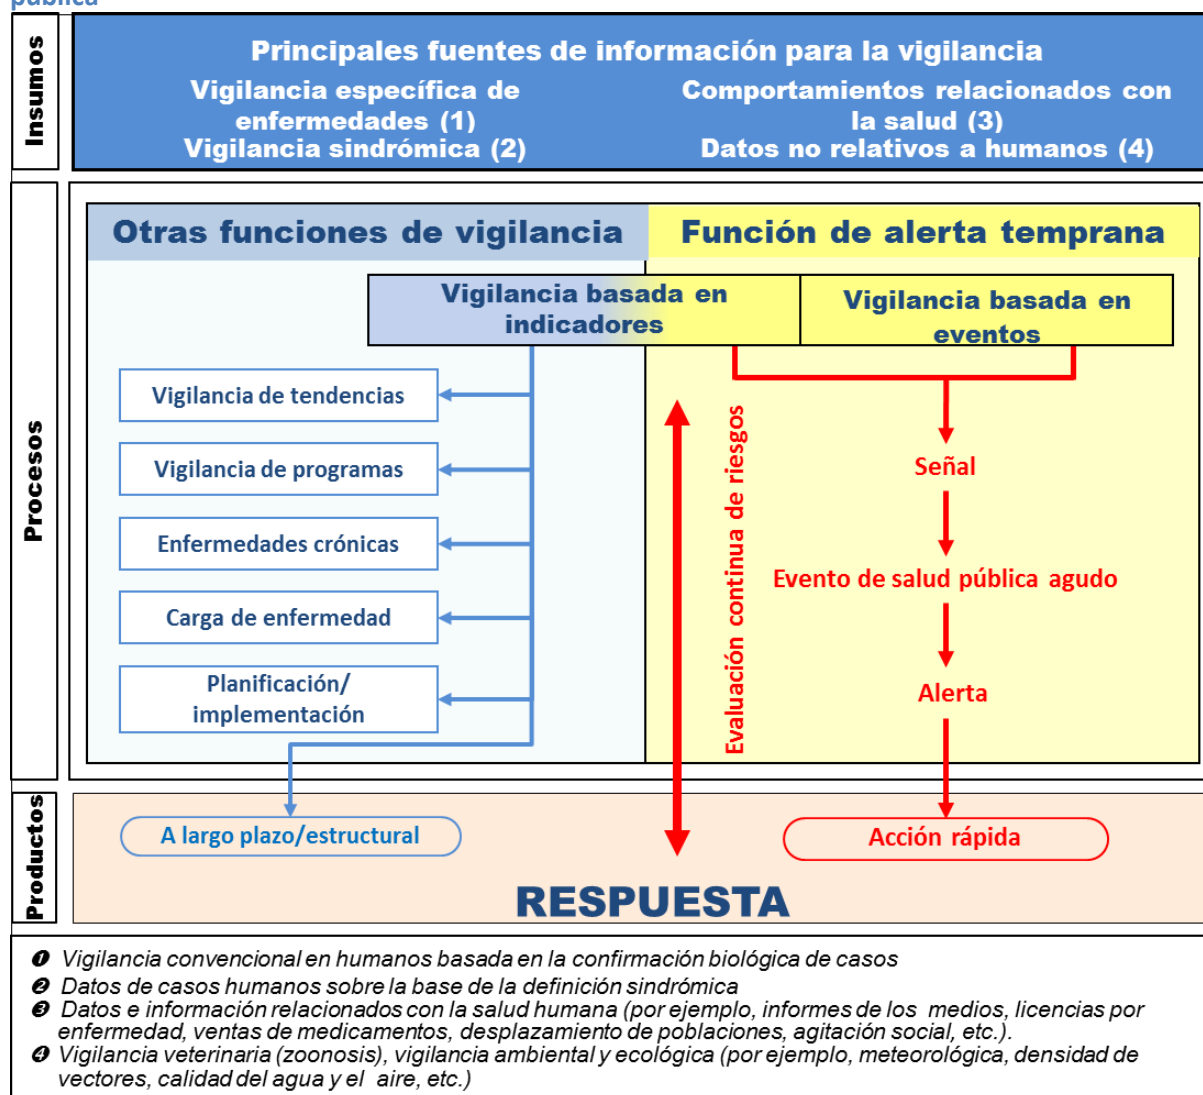 pública
Insumos
Principales fuentes de información para la vigilancia
Vigilancia específica de
enfermedades (1)
Vigilancia sindrómica (2)
Comportamientos relacionados con
la salud (3)
Datos no relativos a humanos (4)
Procesos
Otras funciones de vigilancia
Función de alerta temprana
Vigilancia basada en
indicadores
Vigilancia basada en
eventos
Vigilancia de tendencias
Vigilancia de programas
Enfermedades crónicas
Carga de enfermedad
Planificación/
implementación
Evaluación continua de riesgos
Señal
Evento de salud pública agudo
Alerta
Productos
A largo plazo/estructural
Acción rápida
RESPUESTA
❶ Vigilancia convencional en humanos basada en la confirmación biológica de casos
❷ Datos de casos humanos sobre la base de la definición sindrómica
❸ Datos e información relacionados con la salud humana (por ejemplo, informes de los medios, licencias por
enfermedad, ventas de medicamentos, desplazamiento de poblaciones, agitación social, etc.).
❹ Vigilancia veterinaria (zoonosis), vigilancia ambiental y ecológica (por ejemplo, meteorológica, densidad de
vectores, calidad del agua y el aire, etc.)